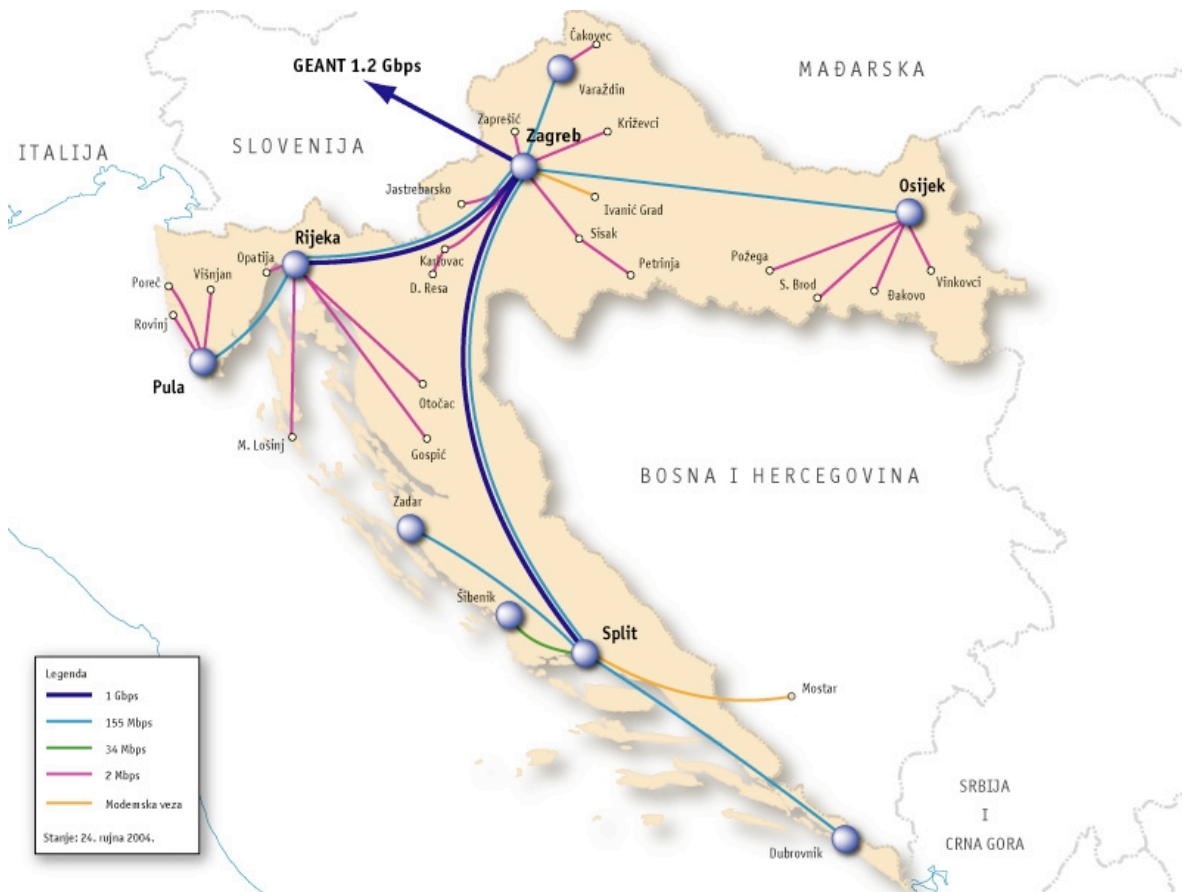 Čakovec
GEANT 1.2 Gbps
MAĐARSKA
Varaždin
Zaprešić
Križevci
Zagreb
SLOVENIJA
ITALIJA
Jastrebarsko
Osijek
Ivanić Grad
Sisak
Rijeka
Opatija
Karlovac
Požega
Petrinja
Višnjan
Poreč
D. Resa
S. Brod
Đakovo
Vinkovci
Rovinj
Pula
Otočac
M. Lošinj
Gospić
BOSNA I HERCEGOVINA
Zadar
Šibenik
Split
Mostar
Legenda
1 Gbps
155 Mbps
34 Mbps
2 Mbps
Modemska veza
Stanje: 24. rujna 2004.
SRBIJA
I
CRNA GORA
Dubrovnik